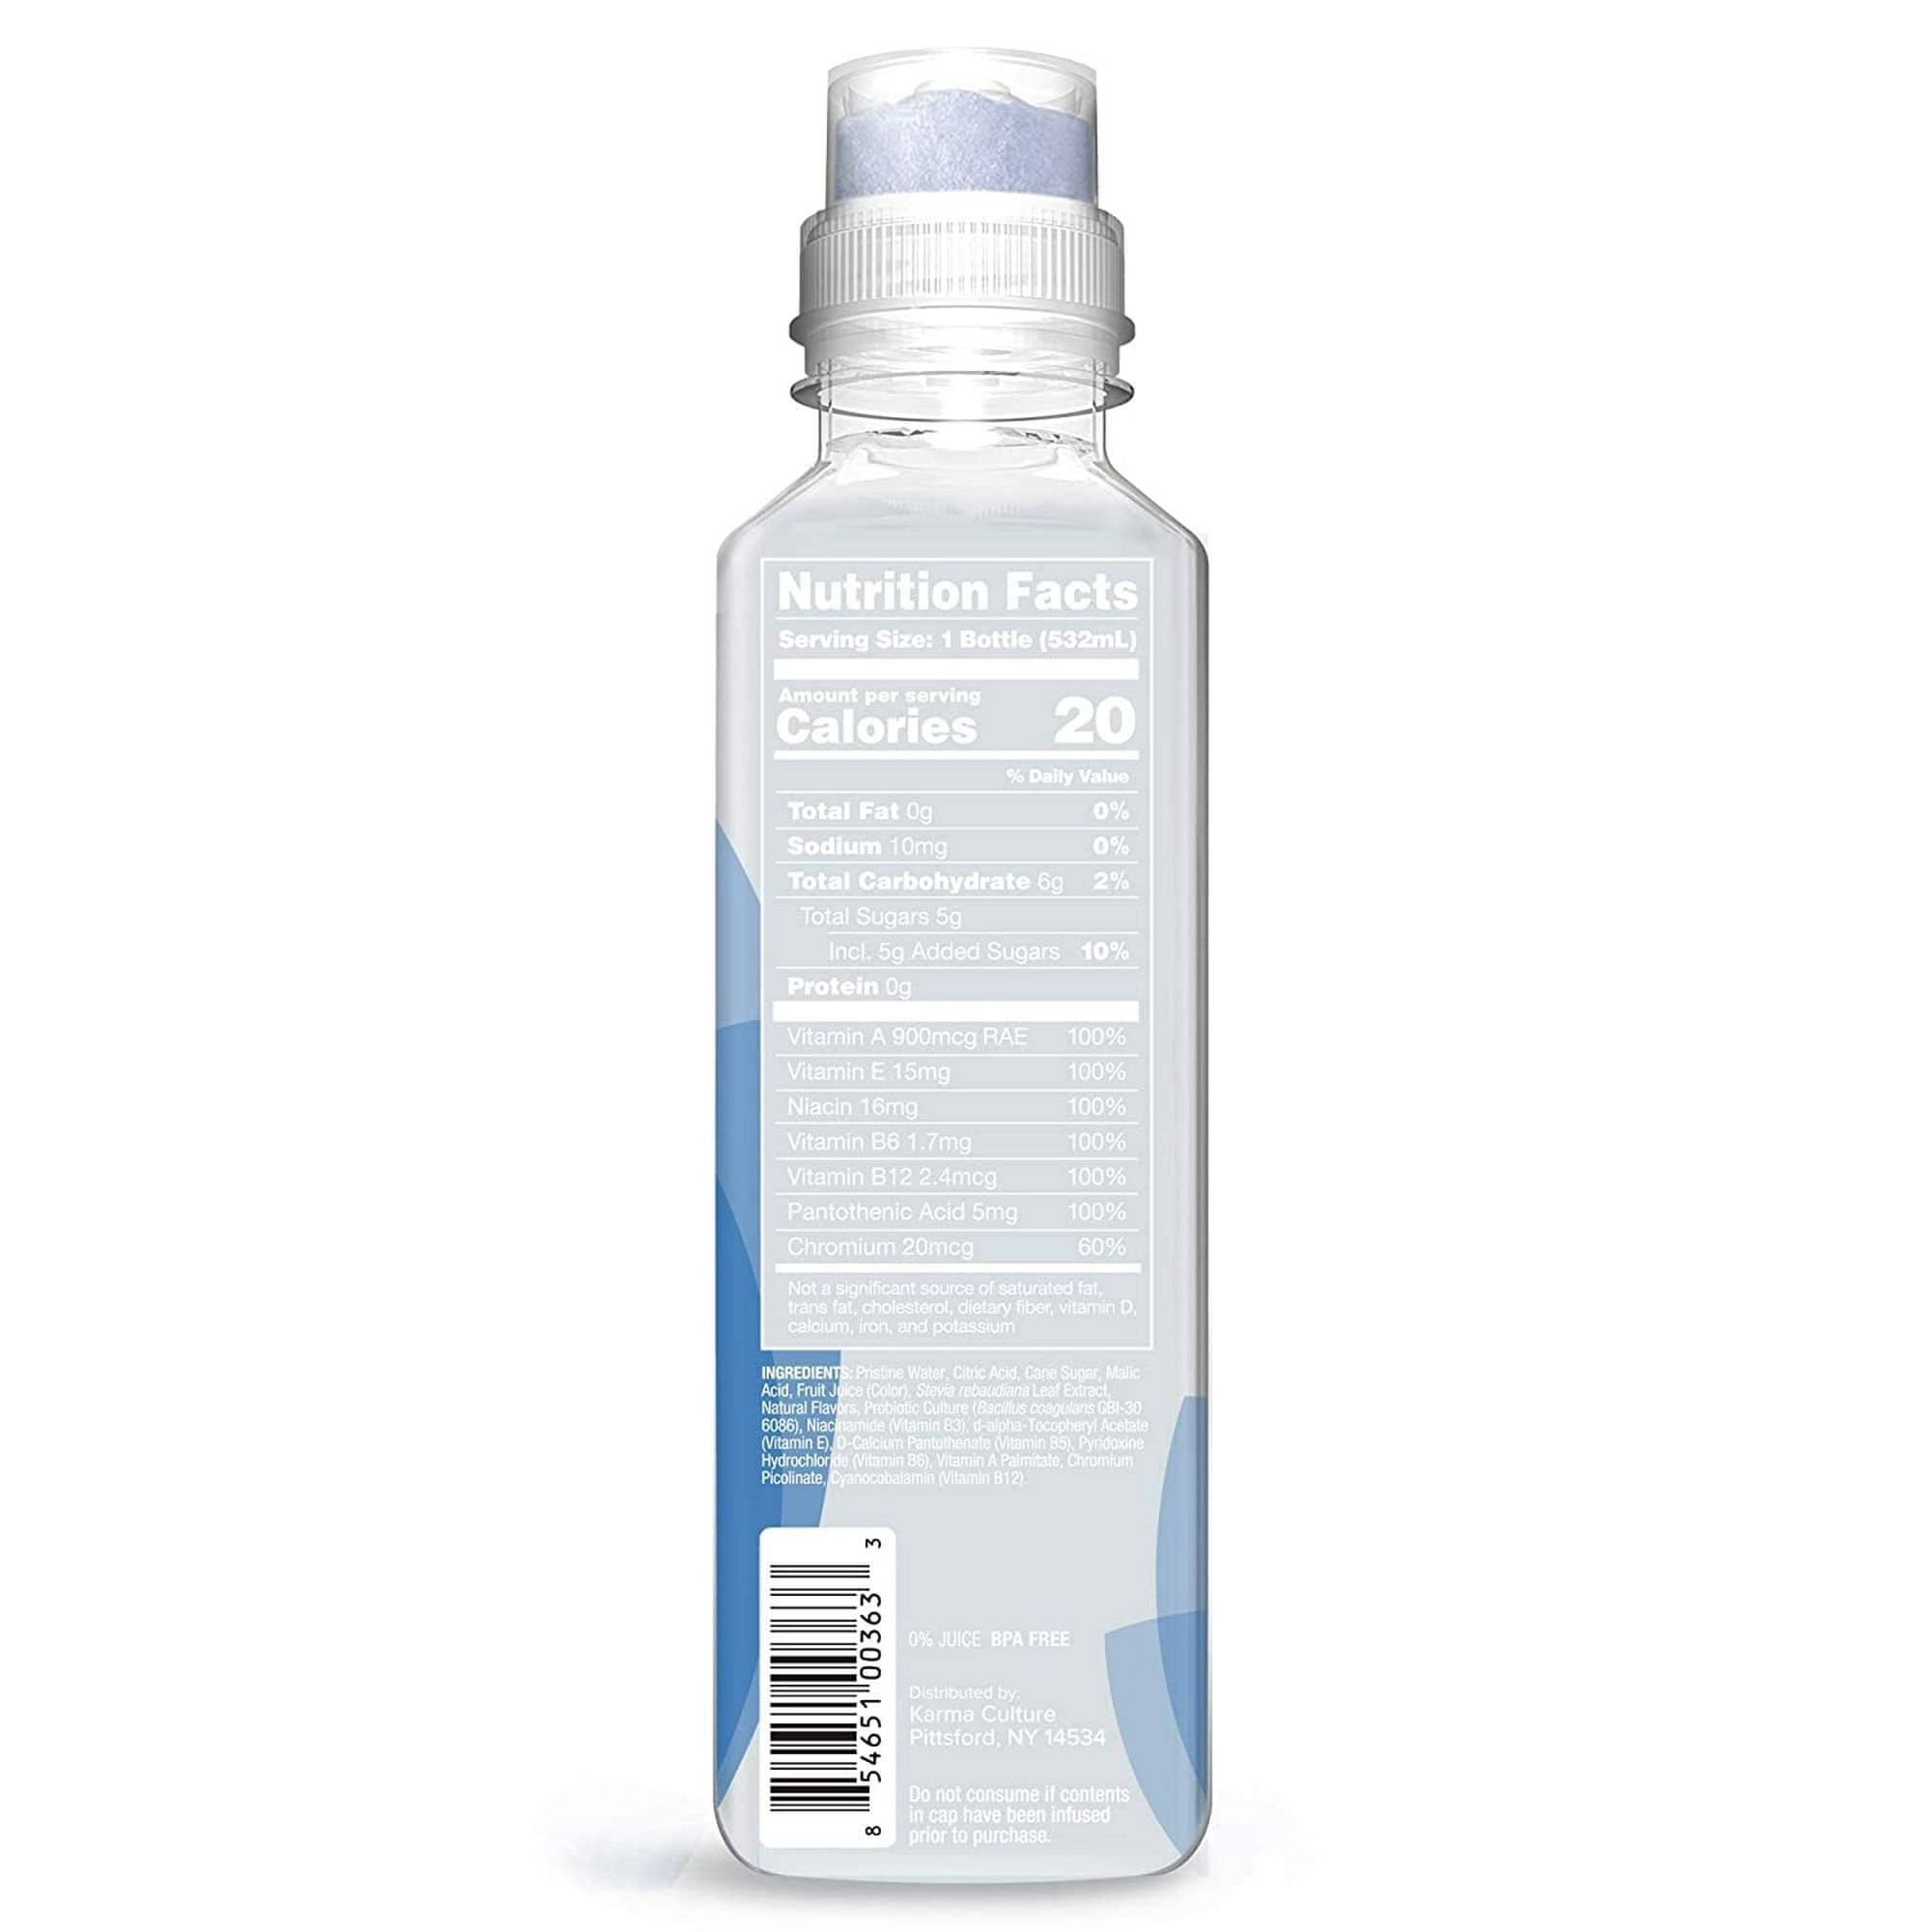 Nutrition Facts
Serving Size: 1 Bottle (532mL)
Amount per serving
Calories 20
% Daily Value
Total Fat 0g 0%
Sodium 10mg 0%
Total Carbohydrate 6g 2%
Total Sugars 5g
Incl. 5g Added Sugars 10%
Protein 0g
Vitamin A 900mcg RAE 100%
Vitamin E 15mg 100%
Niacin 16mg 100%
Vitamin B6 1.7mg 100%
Vitamin B12 2.4mcg 100%
Pantothenic Acid 5mg 100%
Chromium 20mcg 60%
Not a significant source of saturated fat,
trans fat, cholesterol, dietary fiber, vitamin D,
calcium, iron, and potassium
INGREDIENTS: Pristine Water, Citric Acid, Cane Sugar, Malic
Acid, Fruit Juice (Color), Stevia rebaudiana Leaf Extract,
Natural Flavors, Probiotic Culture (Bacillus coagulans GBI-30
6086), Niacinamide (Vitamin B3), d-alpha-Tocopheryl Acetate
(Vitamin E), D-Calcium Pantothenate (Vitamin B5), Pyridoxine
Hydrochloride (Vitamin B6), Vitamin A Palmitate, Chromium
Picolinate, Cyanocobalamin (Vitamin B12).
8 54651 00363 3
0% JUICE BPA FREE
Distributed by:
Karma Culture
Pittsford, NY 14534
Do not consume if contents
in cap have been infused
prior to purchase.